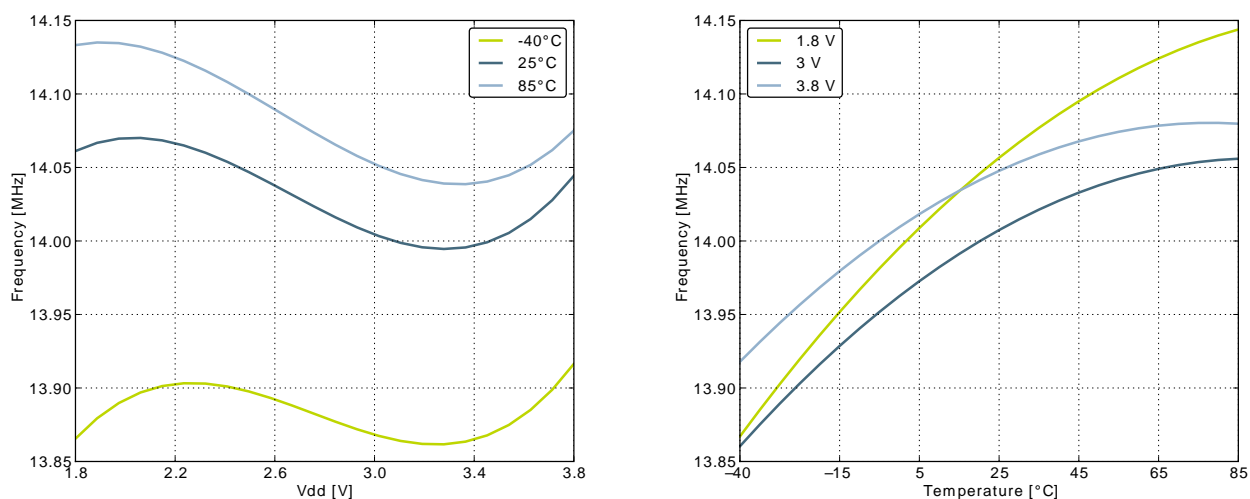 14.15
14.10
14.05
14.00
13.95
13.90
13.85
Frequency [MHz]
-40°C
25°C
85°C
1.8
2.2
2.6
3.0
3.4
3.8
Vdd [V]
14.15
14.10
14.05
14.00
13.95
13.90
13.85
Frequency [MHz]
1.8 V
3 V
3.8 V
–40
–15
5
25
45
65
85
Temperature [°C]